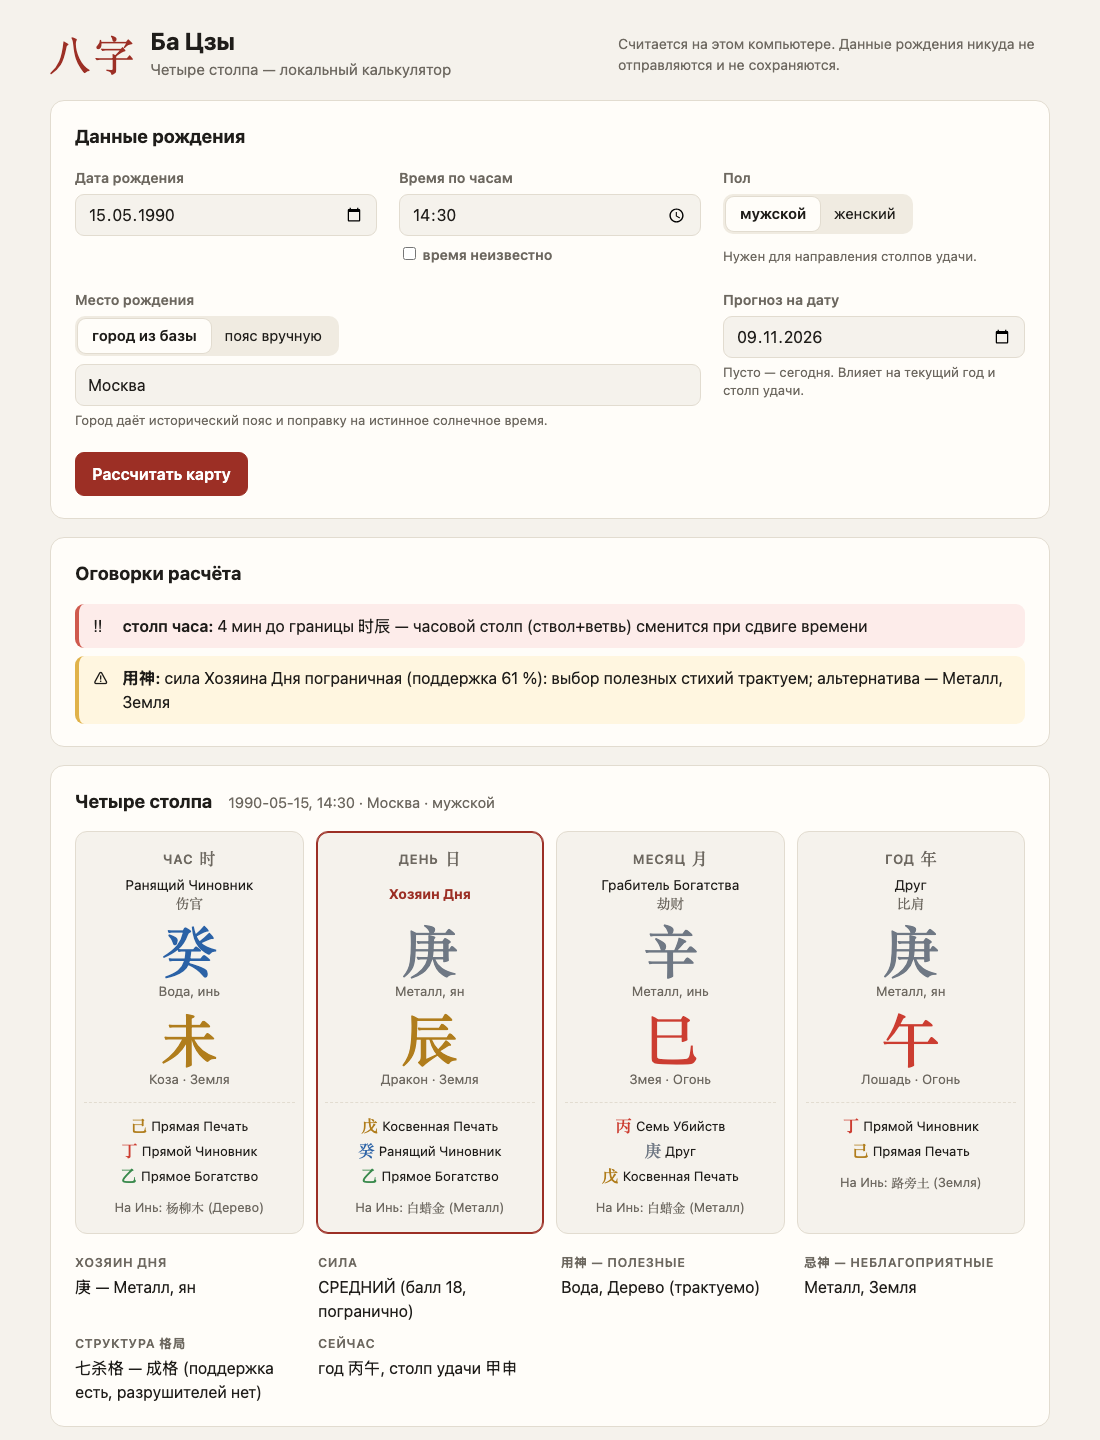 八字
Ба Цзы
Четыре столпа — локальный калькулятор
Считается на этом компьютере. Данные рождения никуда не
отправляются и не сохраняются.
Данные рождения
Дата рождения
Время по часам
Пол
15.05.1990
14:30
мужской
женский
время неизвестно
Нужен для направления столпов удачи.
Место рождения
Прогноз на дату
город из базы
пояс вручную
09.11.2026
Москва
Пусто — сегодня. Влияет на текущий год и
столп удачи.
Город даёт исторический пояс и поправку на истинное солнечное время.
Рассчитать карту
Оговорки расчёта
‼ столп часа: 4 мин до границы 时辰 — часовой столп (ствол+ветвь) сменится при сдвиге времени
⚠ 用神: сила Хозяина Дня пограничная (поддержка 61 %): выбор полезных стихий трактуем; альтернатива — Металл,
Земля
Четыре столпа 1990-05-15, 14:30 · Москва · мужской
ЧАС 时
Ранящий Чиновник
伤官
癸
Вода, инь
未
Коза · Земля
己 Прямая Печать
丁 Прямой Чиновник
乙 Прямое Богатство
На Инь: 杨柳木 (Дерево)
ДЕНЬ 日
Хозяин Дня
庚
Металл, ян
辰
Дракон · Земля
戊 Косвенная Печать
癸 Ранящий Чиновник
乙 Прямое Богатство
На Инь: 白蜡金 (Металл)
МЕСЯЦ 月
Грабитель Богатства
劫财
辛
Металл, инь
巳
Змея · Огонь
丙 Семь Убийств
庚 Друг
戊 Косвенная Печать
На Инь: 白蜡金 (Металл)
ГОД 年
Друг
比肩
庚
Металл, ян
午
Лошадь · Огонь
丁 Прямой Чиновник
己 Прямая Печать
На Инь: 路旁土 (Земля)
ХОЗЯИН ДНЯ
庚 — Металл, ян
СИЛА
СРЕДНИЙ (балл 18,
погранично)
用神 — ПОЛЕЗНЫЕ
Вода, Дерево (трактуемо)
忌神 — НЕБЛАГОПРИЯТНЫЕ
Металл, Земля
СТРУКТУРА 格局
七杀格 — 成格 (поддержка
есть, разрушителей нет)
СЕЙЧАС
год 丙午, столп удачи 甲申